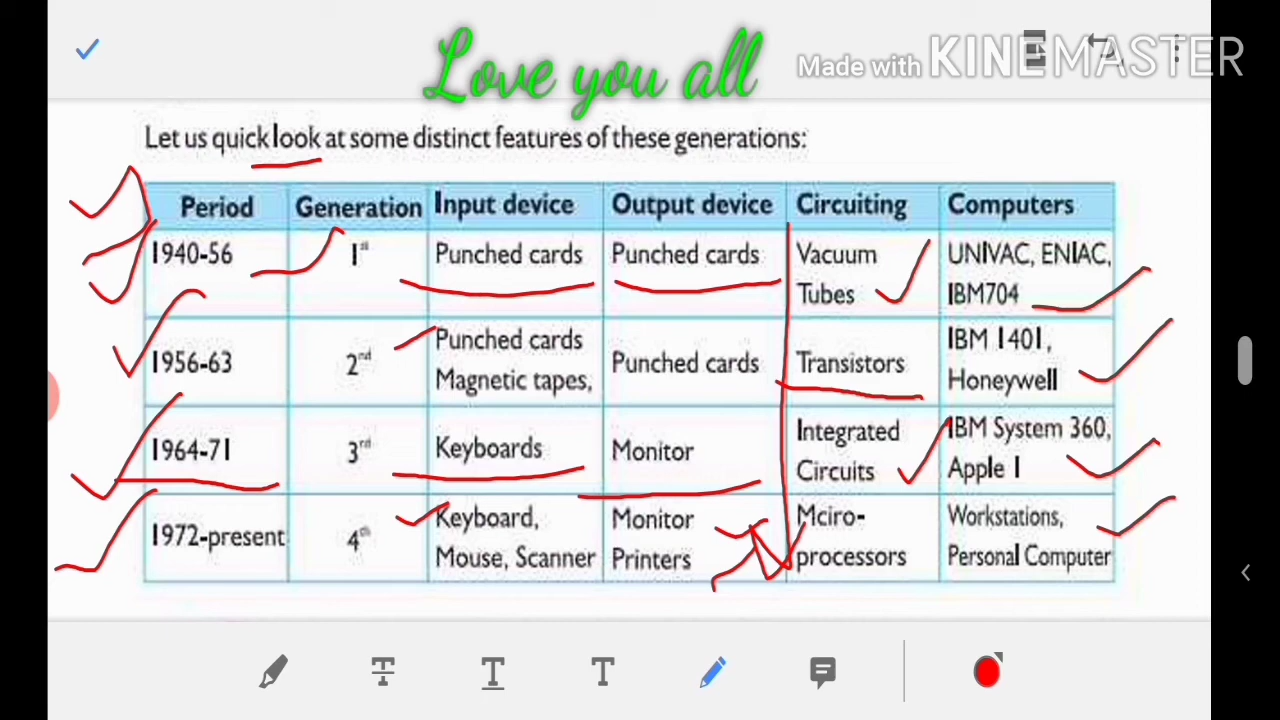 Love you all
Made with KINEMASTER
Let us quick look at some distinct features of these generations:
Period Generation Input device Output device Circuiting Computers
1940-56 1st Punched cards Punched cards Vacuum Tubes UNIVAC, ENIAC, IBM704
1956-63 2nd Punched cards Magnetic tapes, Punched cards Transistors IBM 1401, Honeywell
1964-71 3rd Keyboards Monitor Integrated Circuits IBM System 360, Apple 1
1972-present 4th Keyboard, Mouse, Scanner Monitor Printers Mciro-processors Workstations, Personal Computer
T T T